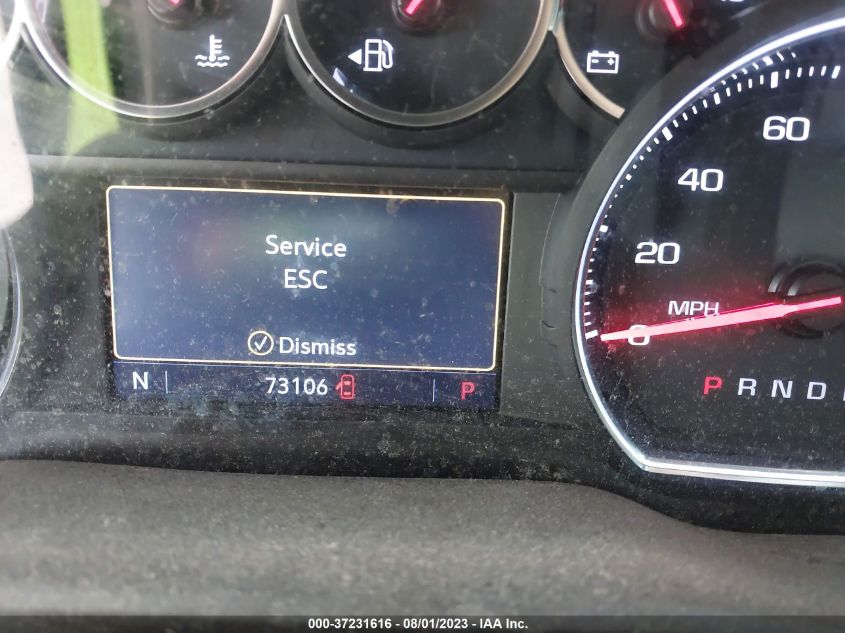 60
40
20
MPH
0
Service
ESC
Dismiss
N 73106 P
P R N D
000-37231616 - 08/01/2023 - IAA Inc.